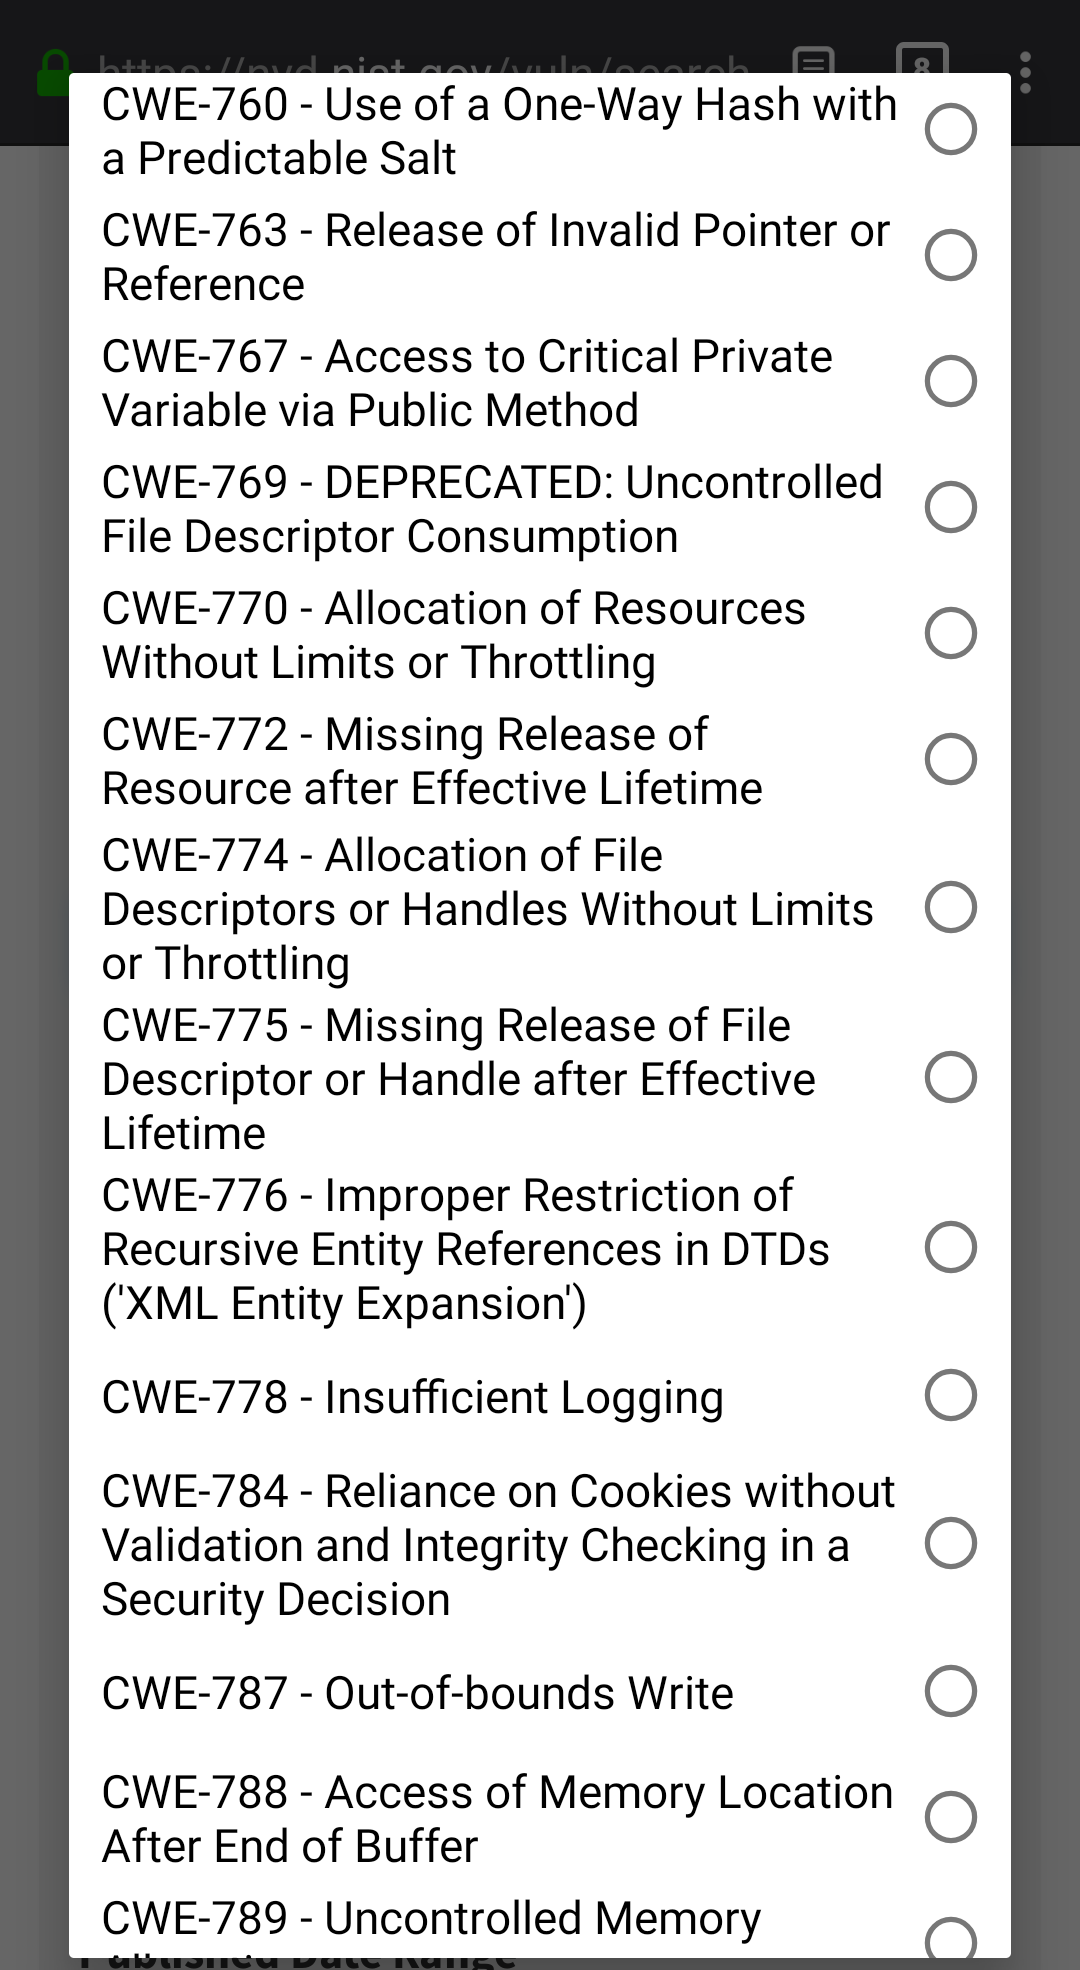 https://nvd.nist.gov/vuln/search
8
CWE-760 - Use of a One-Way Hash with
a Predictable Salt
CWE-763 - Release of Invalid Pointer or
Reference
CWE-767 - Access to Critical Private
Variable via Public Method
CWE-769 - DEPRECATED: Uncontrolled
File Descriptor Consumption
CWE-770 - Allocation of Resources
Without Limits or Throttling
CWE-772 - Missing Release of
Resource after Effective Lifetime
CWE-774 - Allocation of File
Descriptors or Handles Without Limits
or Throttling
CWE-775 - Missing Release of File
Descriptor or Handle after Effective
Lifetime
CWE-776 - Improper Restriction of
Recursive Entity References in DTDs
('XML Entity Expansion')
CWE-778 - Insufficient Logging
CWE-784 - Reliance on Cookies without
Validation and Integrity Checking in a
Security Decision
CWE-787 - Out-of-bounds Write
CWE-788 - Access of Memory Location
After End of Buffer
CWE-789 - Uncontrolled Memory
Published Date Range